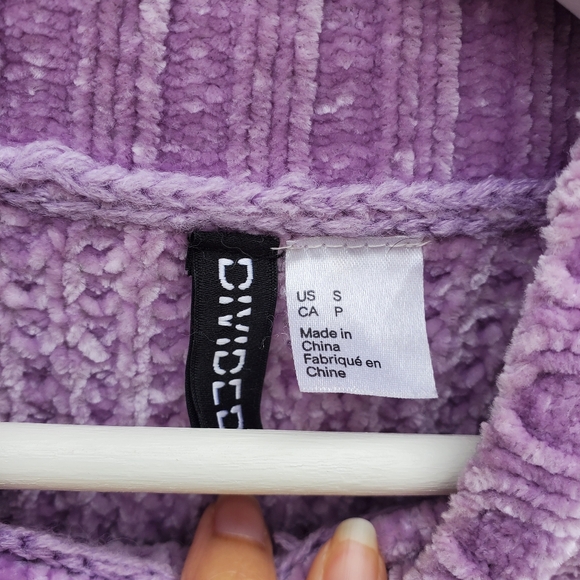 DIVIDED
US S
CA P
Made in
China
Fabriqué en
Chine